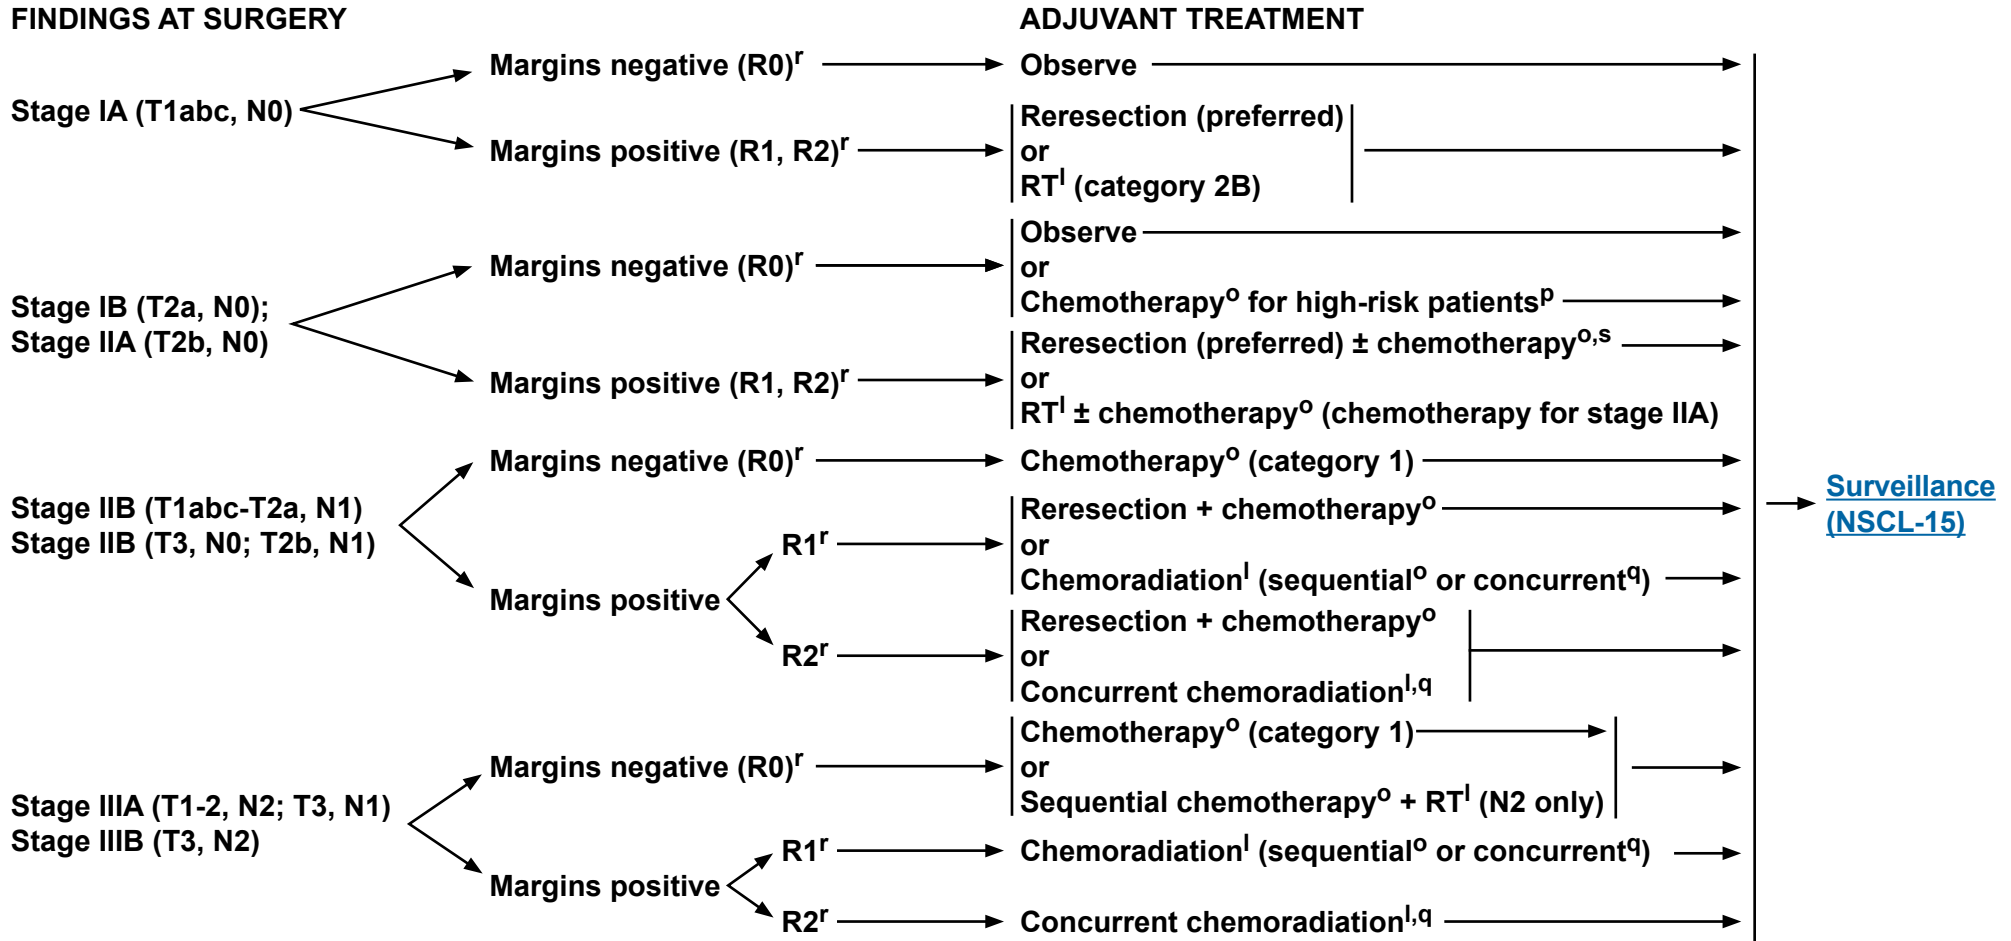 FINDINGS AT SURGERY
ADJUVANT TREATMENT
Stage IA (T1abc, N0)
Margins negative (R0)r
Observe
Margins positive (R1, R2)r
Reresection (preferred)
or
RTl (category 2B)
Stage IB (T2a, N0);
Stage IIA (T2b, N0)
Margins negative (R0)r
Observe
or
Chemotherapyo for high-risk patientsp
Margins positive (R1, R2)r
Reresection (preferred) ± chemotherapyo,s
or
RTl ± chemotherapyo (chemotherapy for stage IIA)
Stage IIB (T1abc-T2a, N1)
Stage IIB (T3, N0; T2b, N1)
Margins negative (R0)r
Chemotherapyo (category 1)
Margins positive
R1r
Reresection + chemotherapyo
or
Chemoradiationl (sequentialo or concurrentq)
R2r
Reresection + chemotherapyo
or
Concurrent chemoradiationl,q
Stage IIIA (T1-2, N2; T3, N1)
Stage IIIB (T3, N2)
Margins negative (R0)r
Chemotherapyo (category 1)
or
Sequential chemotherapyo + RTl (N2 only)
Margins positive
R1r
Chemoradiationl (sequentialo or concurrentq)
R2r
Concurrent chemoradiationl,q
Surveillance
(NSCL-15)